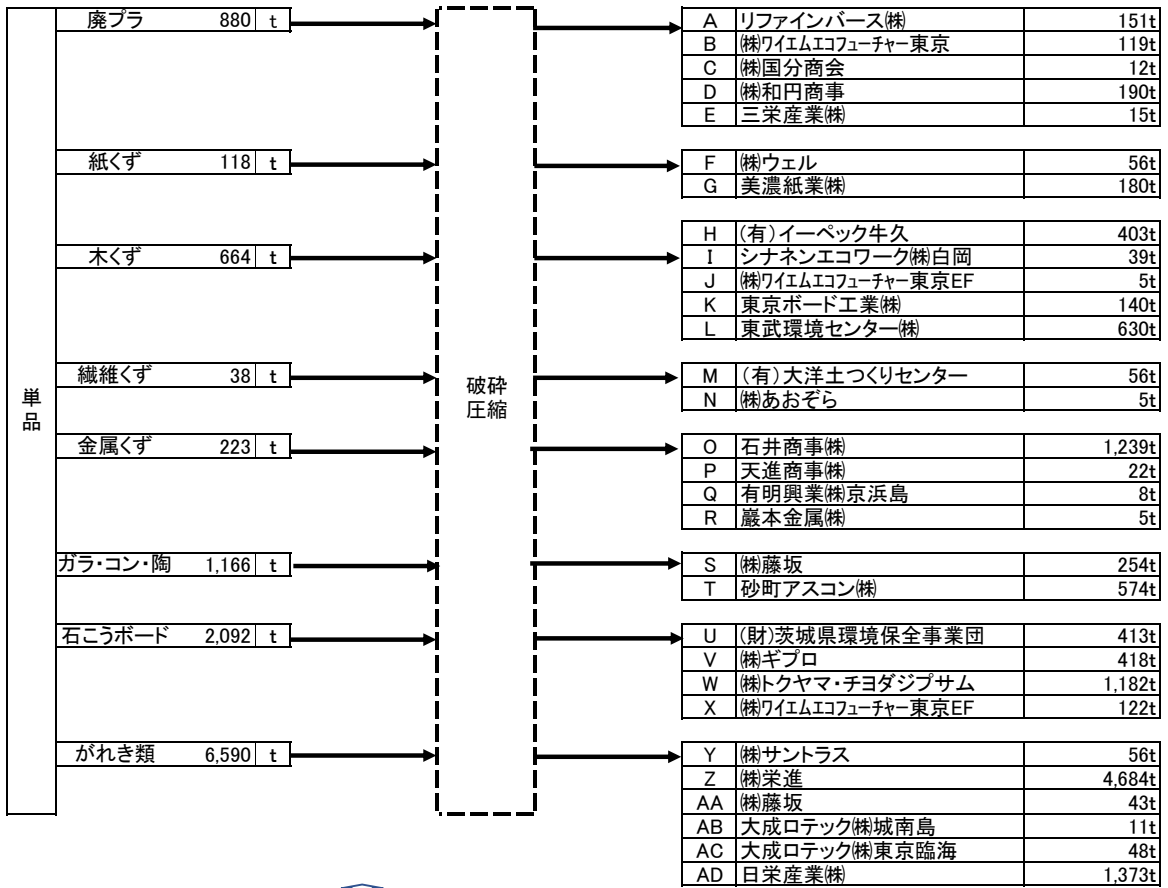 廃プラ 880 t
A リファインバース㈱ 151t
B ㈱ワイエムエコフューチャー東京 119t
C ㈱国分商会 12t
D ㈱和円商事 190t
E 三栄産業㈱ 15t
紙くず 118 t
F ㈱ウェル 56t
G 美濃紙業㈱ 180t
H (有)イーペック牛久 403t
木くず 664 t
I シナネンエコワーク㈱白岡 39t
J ㈱ワイエムエコフューチャー東京EF 5t
K 東京ボード工業㈱ 140t
L 東武環境センター㈱ 630t
単品
繊維くず 38 t
破砕
圧縮
M (有)大洋土つくりセンター 56t
N ㈱あおぞら 5t
金属くず 223 t
O 石井商事㈱ 1,239t
P 天進商事㈱ 22t
Q 有明興業㈱京浜島 8t
R 巖本金属㈱ 5t
ガラ・コン・陶 1,166 t
S ㈱藤坂 254t
T 砂町アスコン㈱ 574t
石こうボード 2,092 t
U (財)茨城県環境保全事業団 413t
V ㈱ギプロ 418t
W ㈱トクヤマ・チヨダジプサム 1,182t
X ㈱ワイエムエコフューチャー東京EF 122t
がれき類 6,590 t
Y ㈱サントラス 56t
Z ㈱栄進 4,684t
AA ㈱藤坂 43t
AB 大成ロテック㈱城南島 11t
AC 大成ロテック㈱東京臨海 48t
AD 日栄産業㈱ 1,373t